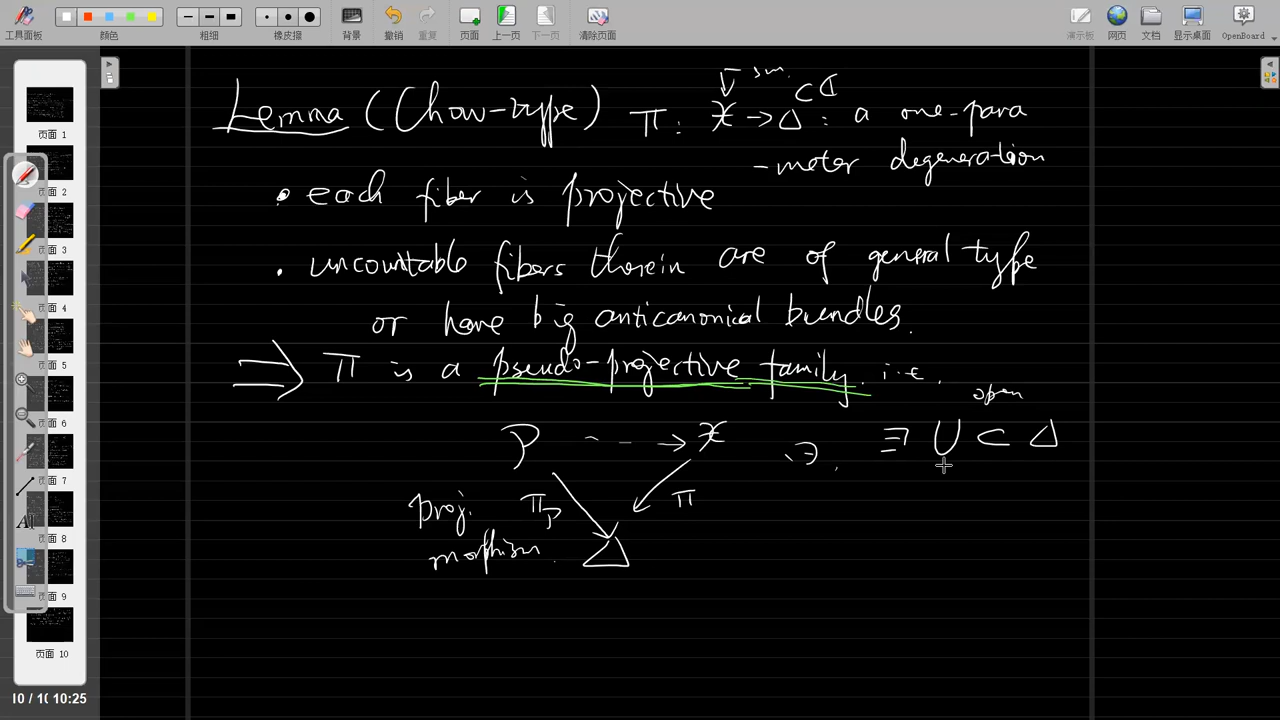 工具面板 颜色 粗细 橡皮擦 背景 撤销 重复 页面 上一页 下一页 清除页面 演示板 网页 文档 显示桌面 OpenBoard
页面 1
页面 2
页面 3
页面 4
页面 5
页面 6
页面 7
页面 8
页面 9
页面 10
10:25
sm.
Lemma (Chow-type) π : 𝒳 → Δ : a one-para
⊂ ℂ
-meter degeneration
• each fiber is projective
• uncountable fibers therein are of general type
or have big anticanonical bundles.
⟹ π is a pseudo-projective family. i.e.
open
P ⇢ 𝒳 ∃ U ⊂ Δ
proj. π_P π
morphism. Δ